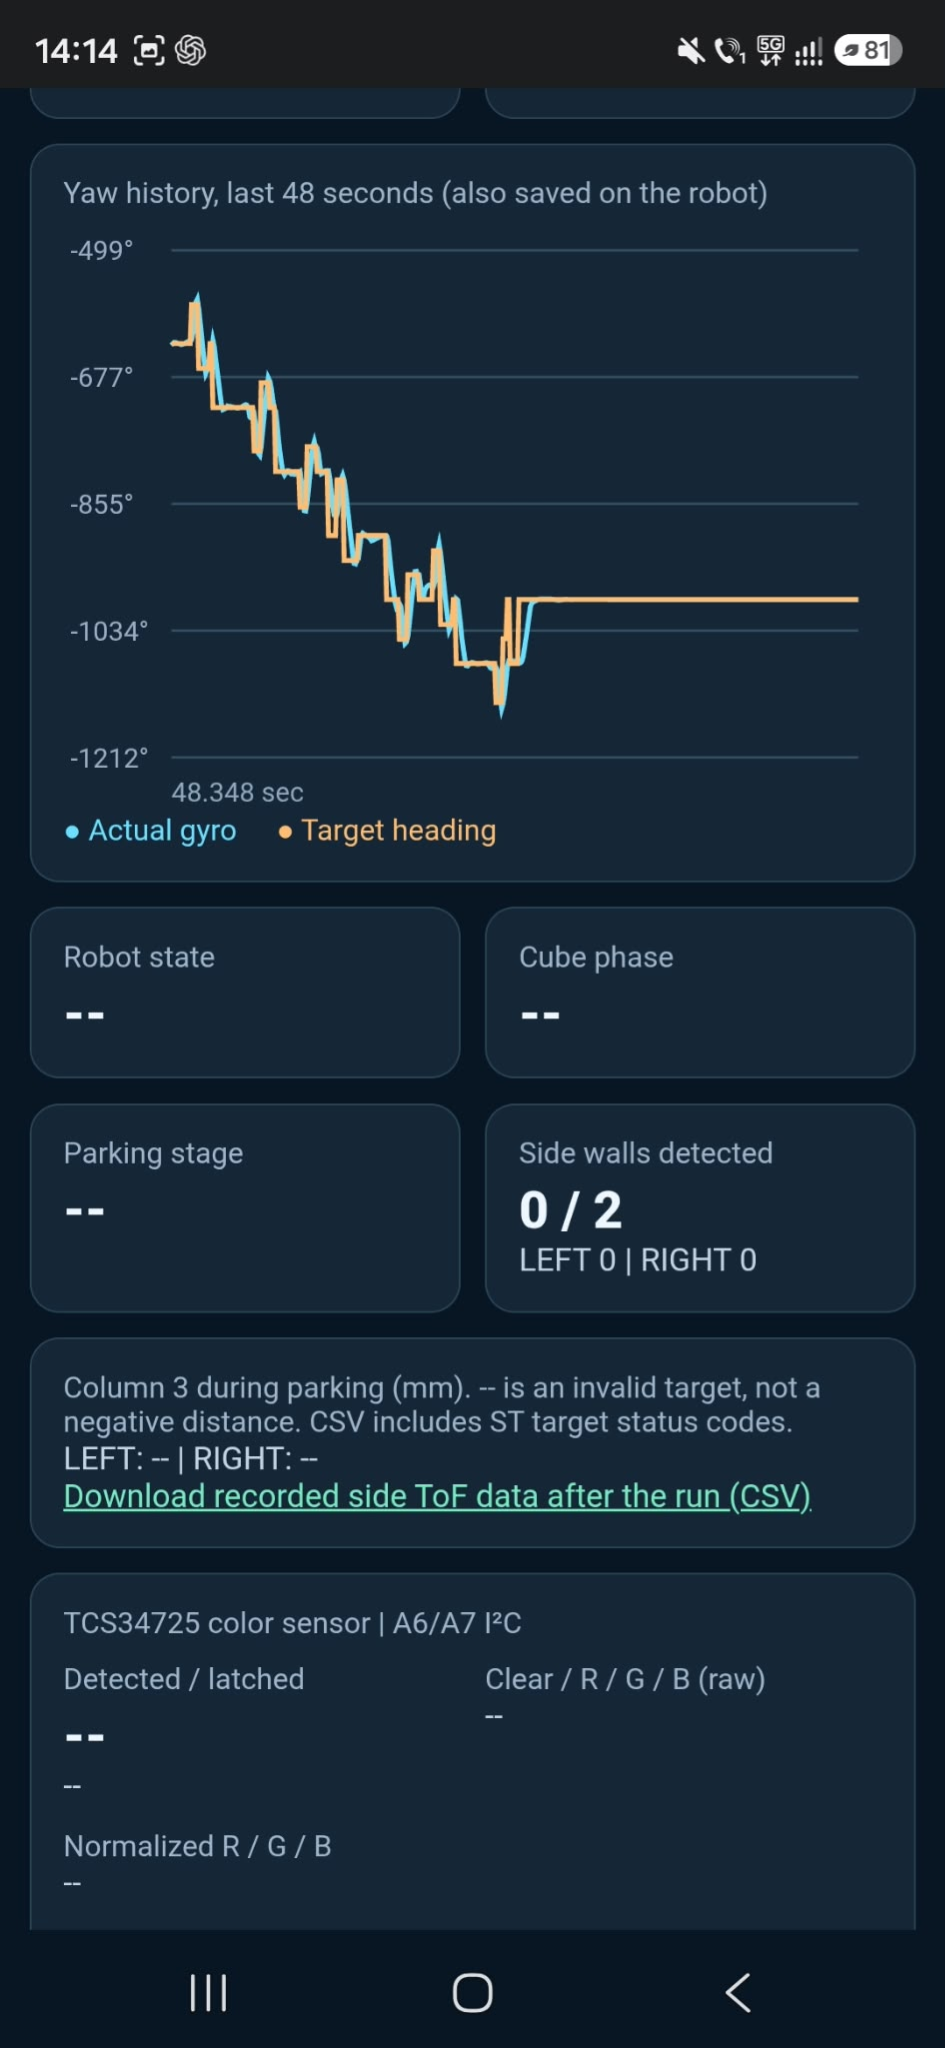 14:14
5G
1
81
Yaw history, last 48 seconds (also saved on the robot)
-499°
-677°
-855°
-1034°
-1212°
48.348 sec
Actual gyro
Target heading
Robot state
--
Cube phase
--
Parking stage
--
Side walls detected
0 / 2
LEFT 0 | RIGHT 0
Column 3 during parking (mm). -- is an invalid target, not a
negative distance. CSV includes ST target status codes.
LEFT: -- | RIGHT: --
Download recorded side ToF data after the run (CSV)
TCS34725 color sensor | A6/A7 I²C
Detected / latched
--
--
Clear / R / G / B (raw)
--
Normalized R / G / B
--